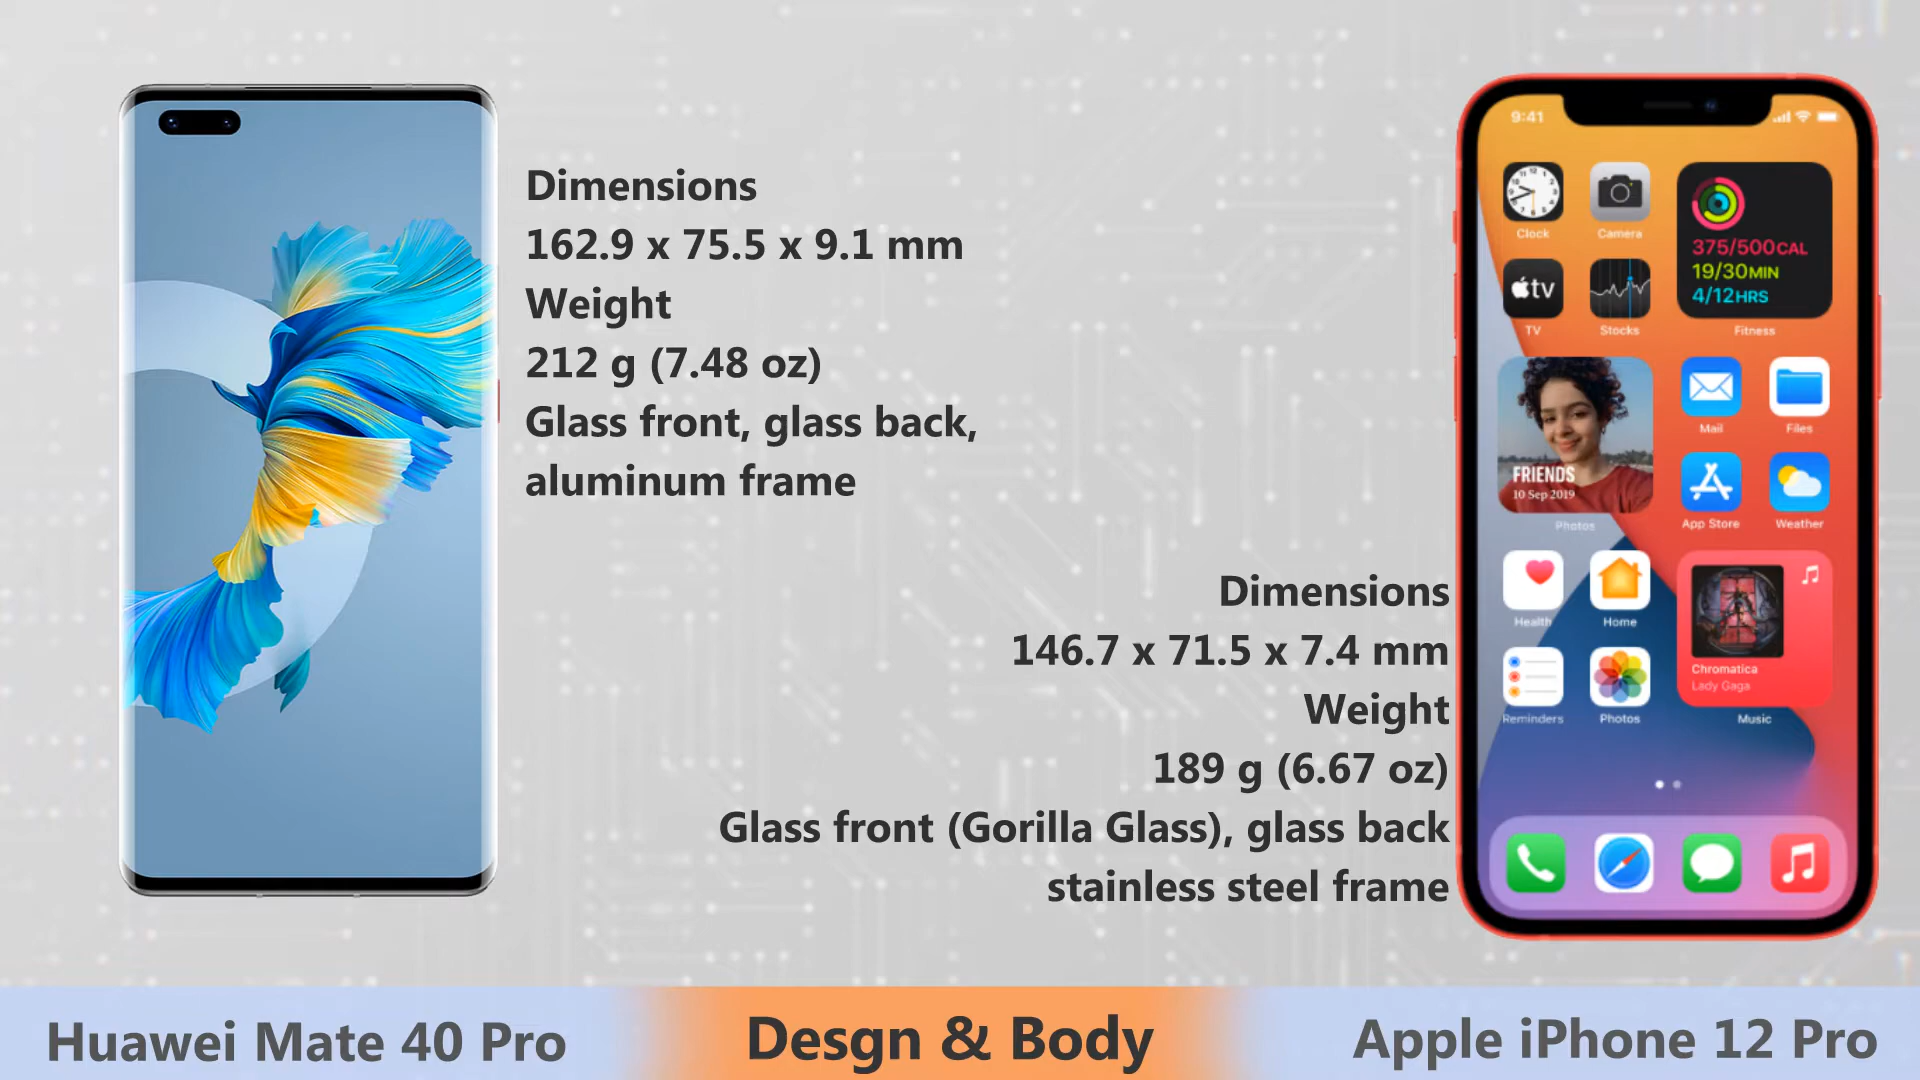 Dimensions
162.9 x 75.5 x 9.1 mm
Weight
212 g (7.48 oz)
Glass front, glass back,
aluminum frame
Dimensions
146.7 x 71.5 x 7.4 mm
Weight
189 g (6.67 oz)
Glass front (Gorilla Glass), glass back
stainless steel frame
9:41
Clock
Camera
375/500CAL
19/30MIN
4/12HRS
tv
TV
Stocks
Fitness
FRIENDS
10 Sep 2019
Photos
Mail
Files
App Store
Weather
Health
Home
Chromatica
Lady Gaga
Reminders
Photos
Music
Huawei Mate 40 Pro
Desgn & Body
Apple iPhone 12 Pro